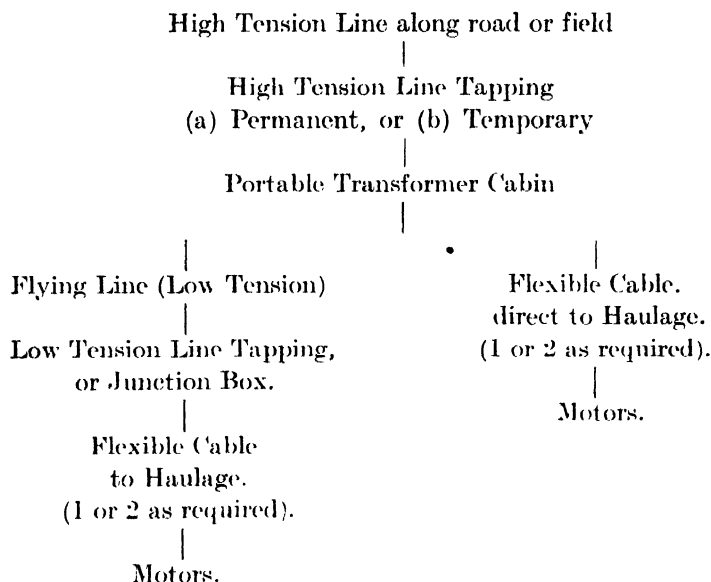 High Tension Line along road or field
High Tension Line Tapping
(a) Permanent, or (b) Temporary
Portable Transformer Cabin
Flying Line (Low Tension)
Low Tension Line Tapping,
or Junction Box.
Flexible Cable
to Haulage.
(1 or 2 as required).
Motors.
Flexible Cable.
direct to Haulage.
(1 or 2 as required).
Motors.